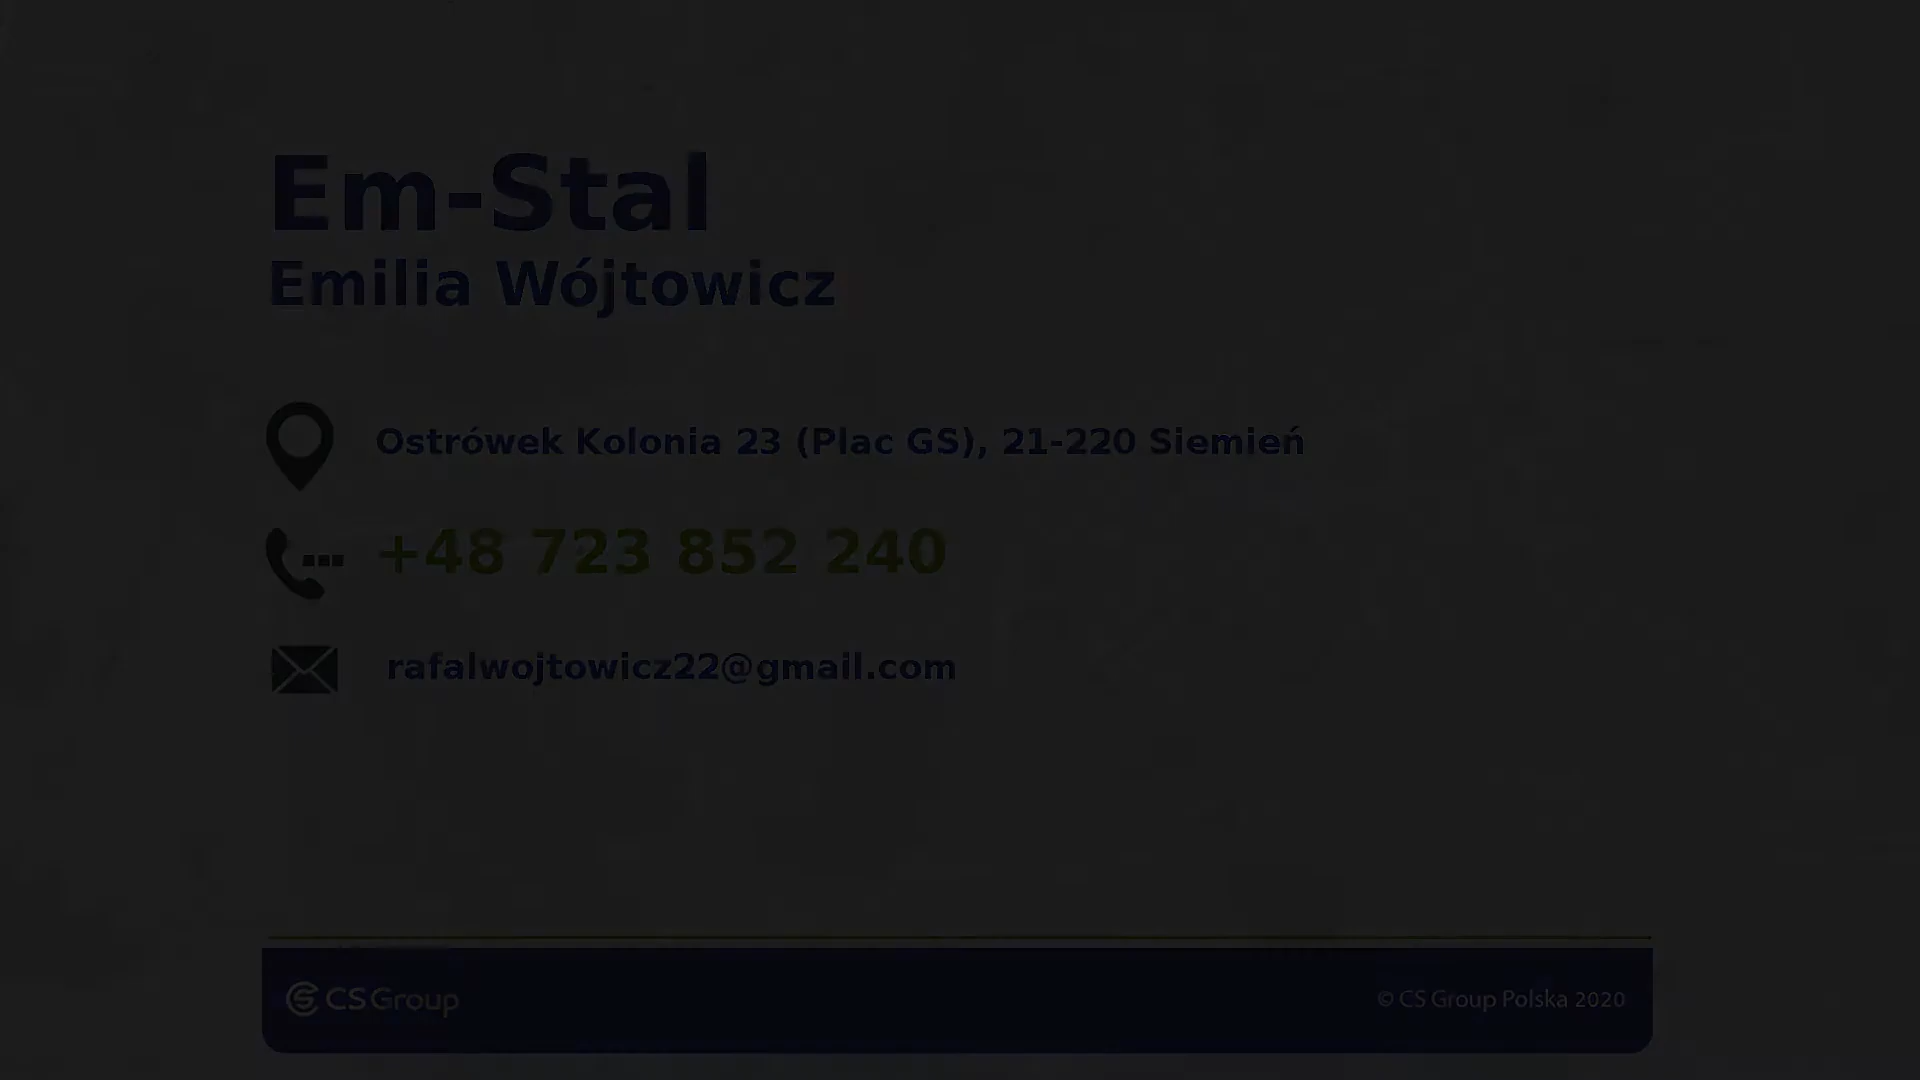 Em-Stal
Emilia Wójtowicz
Ostrówek Kolonia 23 (Plac GS), 21-220 Siemień
+48 723 852 240
rafalwojtowicz22@gmail.com
CS Group
© CS Group Polska 2020